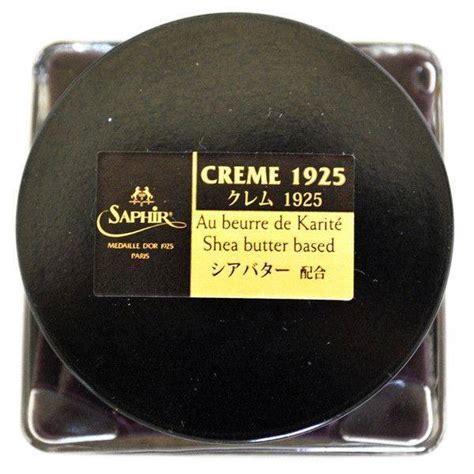 SAPHIR
MEDAILLE D'OR 1925
PARIS
CREME 1925
クレム 1925
Au beurre de Karité
Shea butter based
シアバター 配合